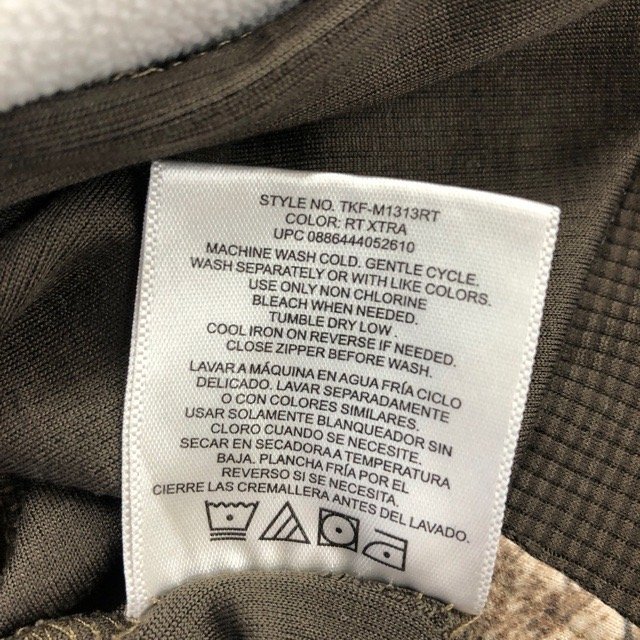 STYLE NO. TKF-M1313RT
COLOR: RT XTRA
UPC 0886444052610
MACHINE WASH COLD. GENTLE CYCLE.
WASH SEPARATELY OR WITH LIKE COLORS.
USE ONLY NON CHLORINE
BLEACH WHEN NEEDED.
TUMBLE DRY LOW.
COOL IRON ON REVERSE IF NEEDED.
CLOSE ZIPPER BEFORE WASH.
LAVAR A MÁQUINA EN AGUA FRÍA CICLO
DELICADO. LAVAR SEPARADAMENTE
O CON COLORES SIMILARES.
USAR SOLAMENTE BLANQUEADOR SIN
CLORO CUANDO SE NECESITE.
SECAR EN SECADORA A TEMPERATURA
BAJA. PLANCHA FRÍA POR EL
REVERSO SI SE NECESITA.
CIERRE LAS CREMALLERA ANTES DEL LAVADO.